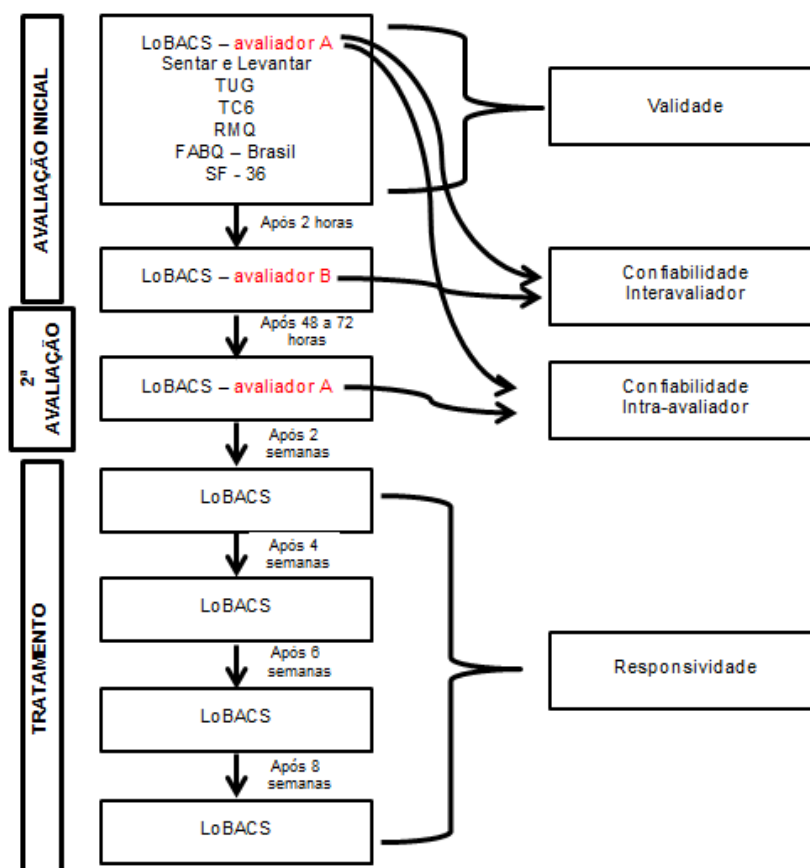 AVALIAÇÃO INICIAL
LoBACS – avaliador A
Sentar e Levantar
TUG
TC6
RMQ
FABQ – Brasil
SF - 36
Validade
Após 2 horas
LoBACS – avaliador B
Confiabilidade
Interavaliador
2ª
AVALIAÇÃO
Após 48 a 72
horas
LoBACS – avaliador A
Confiabilidade
Intra-avaliador
Após 2
semanas
TRATAMENTO
LoBACS
Após 4
semanas
LoBACS
Após 6
semanas
Responsividade
LoBACS
Após 8
semanas
LoBACS